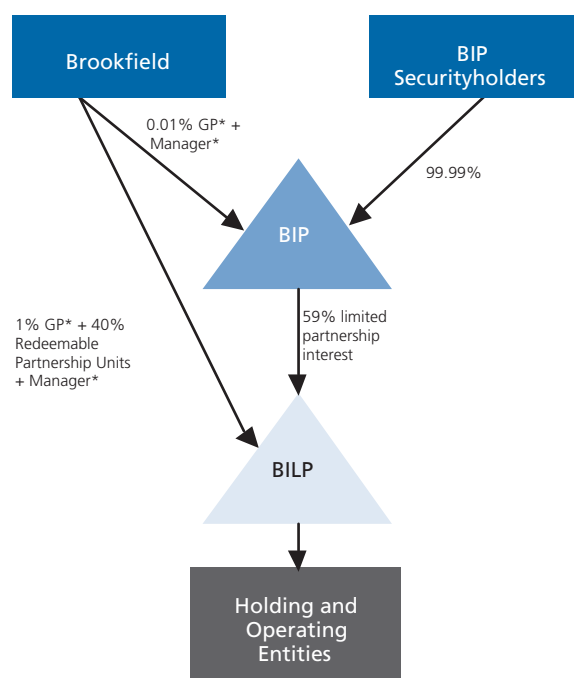 Brookfield
BIP
Securityholders
0.01% GP* +
Manager*
99.99%
BIP
1% GP* + 40%
Redeemable
Partnership Units
+ Manager*
59% limited
partnership
interest
BILP
Holding and
Operating
Entities